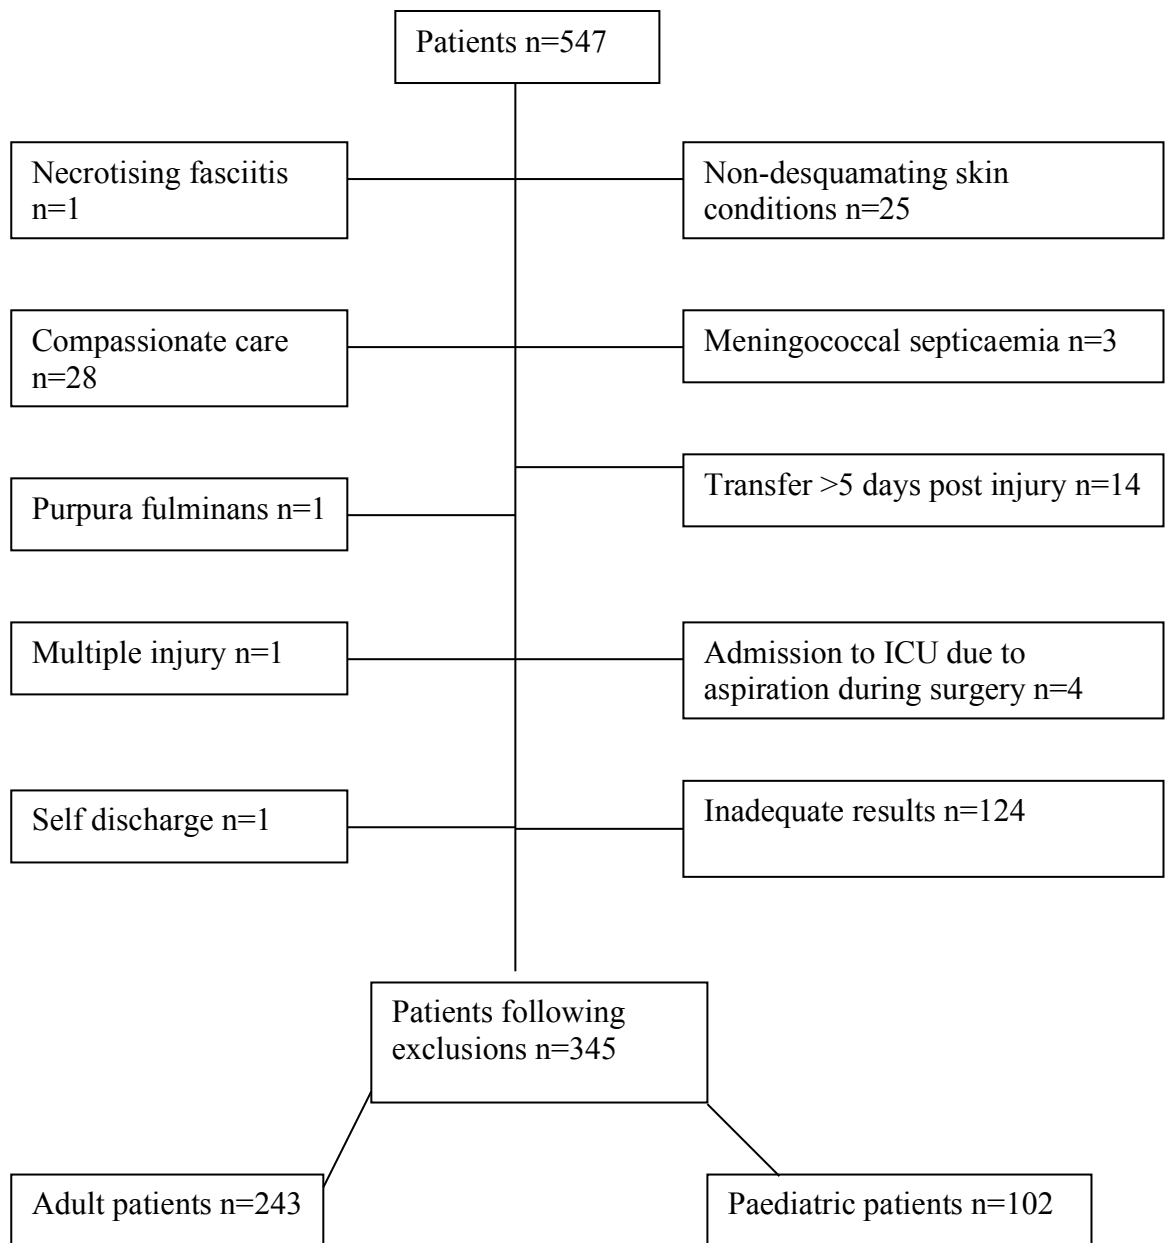 Patients n=547
Necrotising fasciitis
n=1
Non-desquamating skin
conditions n=25
Compassionate care
n=28
Meningococcal septicaemia n=3
Transfer >5 days post injury n=14
Purpura fulminans n=1
Multiple injury n=1
Admission to ICU due to
aspiration during surgery n=4
Self discharge n=1
Inadequate results n=124
Patients following
exclusions n=345
Adult patients n=243
Paediatric patients n=102